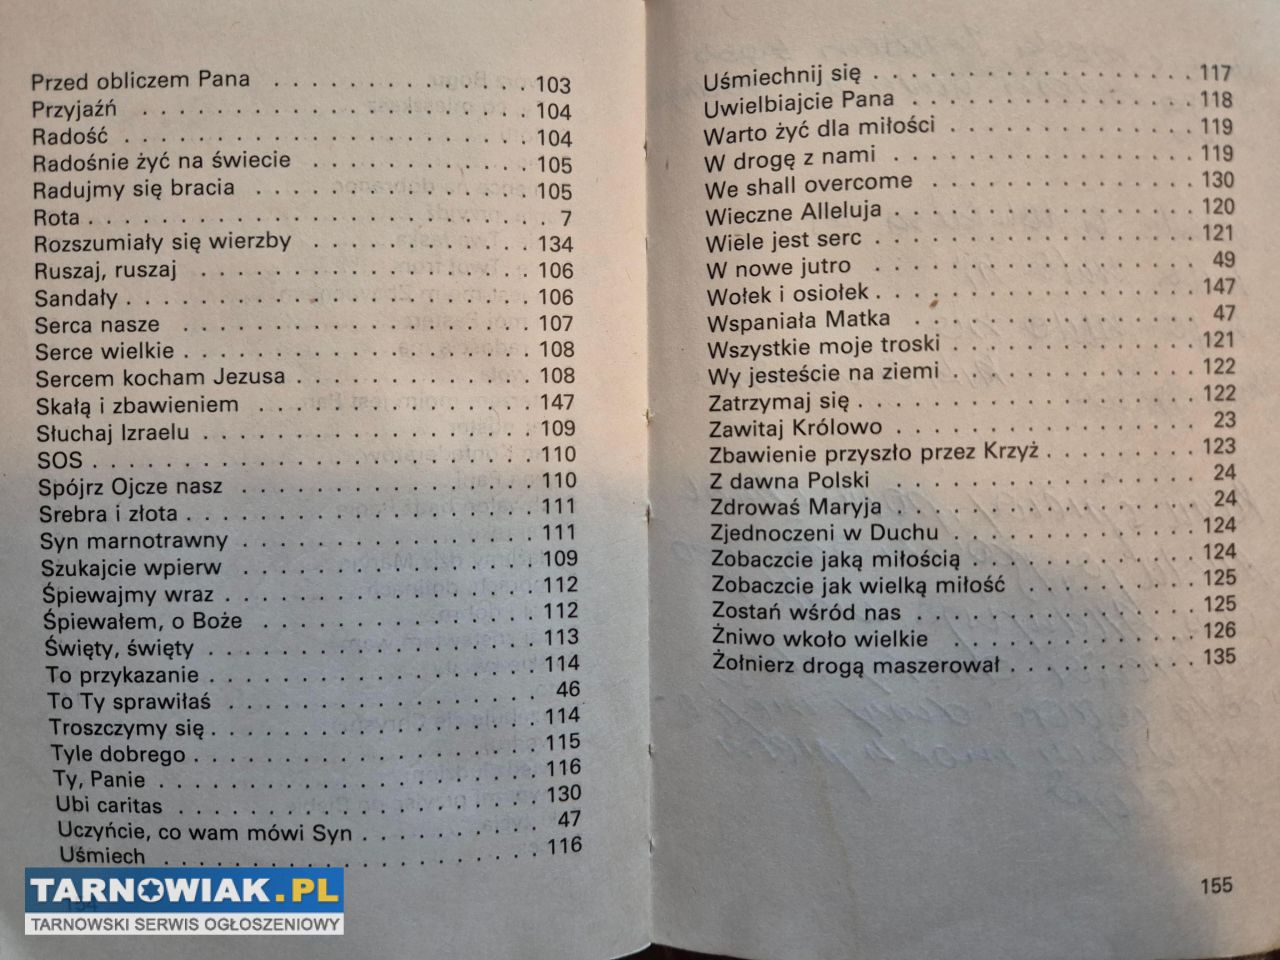 Przed obliczem Pana . . . . . . . . . . . . . . . 103
Przyjaźń . . . . . . . . . . . . . . . . . . . . . 104
Radość . . . . . . . . . . . . . . . . . . . . . . 104
Radośnie żyć na świecie . . . . . . . . . . . . 105
Radujmy się bracia . . . . . . . . . . . . . . . 105
Rota . . . . . . . . . . . . . . . . . . . . . . . . 7
Rozszumiały się wierzby . . . . . . . . . . . . 134
Ruszaj, ruszaj . . . . . . . . . . . . . . . . . . 106
Sandały . . . . . . . . . . . . . . . . . . . . . . 106
Serca nasze . . . . . . . . . . . . . . . . . . . 107
Serce wielkie . . . . . . . . . . . . . . . . . . . 108
Sercem kocham Jezusa . . . . . . . . . . . . . 108
Skałą i zbawieniem . . . . . . . . . . . . . . . 147
Słuchaj Izraelu . . . . . . . . . . . . . . . . . . 109
SOS . . . . . . . . . . . . . . . . . . . . . . . . 110
Spójrz Ojcze nasz . . . . . . . . . . . . . . . . 110
Srebra i złota . . . . . . . . . . . . . . . . . . . 111
Syn marnotrawny . . . . . . . . . . . . . . . . 111
Szukajcie wpierw . . . . . . . . . . . . . . . . 109
Śpiewajmy wraz . . . . . . . . . . . . . . . . . 112
Śpiewałem, o Boże . . . . . . . . . . . . . . . 112
Święty, święty . . . . . . . . . . . . . . . . . . 113
To przykazanie . . . . . . . . . . . . . . . . . . 114
To Ty sprawiłaś . . . . . . . . . . . . . . . . . 46
Troszczymy się . . . . . . . . . . . . . . . . . . 114
Tyle dobrego . . . . . . . . . . . . . . . . . . . 115
Ty, Panie . . . . . . . . . . . . . . . . . . . . . 116
Ubi caritas . . . . . . . . . . . . . . . . . . . . 130
Uczyńcie, co wam mówi Syn . . . . . . . . . . 47
Uśmiech . . . . . . . . . . . . . . . . . . . . . 116
154
TARNOWIAK.PL
TARNOWSKI SERWIS OGŁOSZENIOWY
Uśmiechnij się . . . . . . . . . . . . . . . . . . 117
Uwielbiajcie Pana . . . . . . . . . . . . . . . . 118
Warto żyć dla miłości . . . . . . . . . . . . . . 119
W drogę z nami . . . . . . . . . . . . . . . . . 119
We shall overcome . . . . . . . . . . . . . . . 130
Wieczne Alleluja . . . . . . . . . . . . . . . . . 120
Wiele jest serc . . . . . . . . . . . . . . . . . . 121
W nowe jutro . . . . . . . . . . . . . . . . . . 49
Wołek i osiołek . . . . . . . . . . . . . . . . . . 147
Wspaniała Matka . . . . . . . . . . . . . . . . 47
Wszystkie moje troski . . . . . . . . . . . . . . 121
Wy jesteście na ziemi . . . . . . . . . . . . . . 122
Zatrzymaj się . . . . . . . . . . . . . . . . . . . 122
Zawitaj Królowo . . . . . . . . . . . . . . . . . 23
Zbawienie przyszło przez Krzyż . . . . . . . . . 123
Z dawna Polski . . . . . . . . . . . . . . . . . 24
Zdrowaś Maryja . . . . . . . . . . . . . . . . . 24
Zjednoczeni w Duchu . . . . . . . . . . . . . . 124
Zobaczcie jaką miłością . . . . . . . . . . . . . 124
Zobaczcie jak wielką miłość . . . . . . . . . . 125
Zostań wśród nas . . . . . . . . . . . . . . . . 125
Żniwo wkoło wielkie . . . . . . . . . . . . . . 126
Żołnierz drogą maszerował . . . . . . . . . . . 135
155